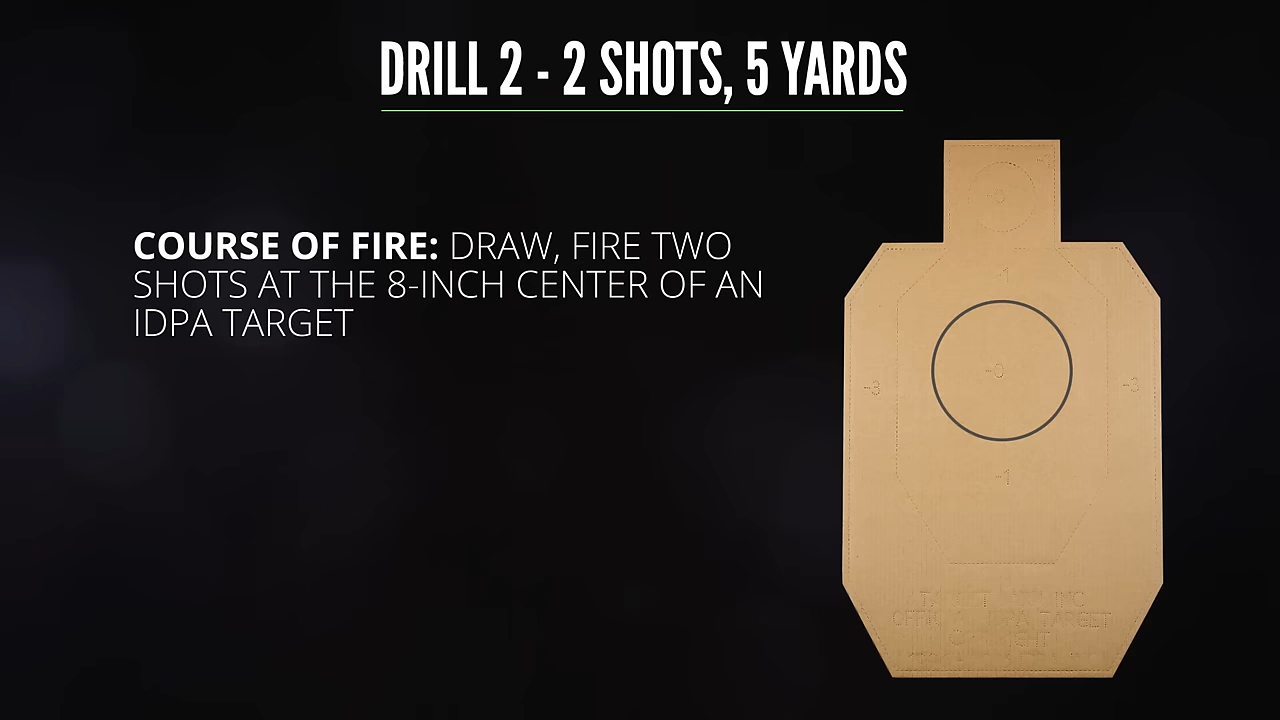 DRILL 2 - 2 SHOTS, 5 YARDS
COURSE OF FIRE: DRAW, FIRE TWO
SHOTS AT THE 8-INCH CENTER OF AN
IDPA TARGET
-0
-1
-0
-3
-3
-1
TARGET